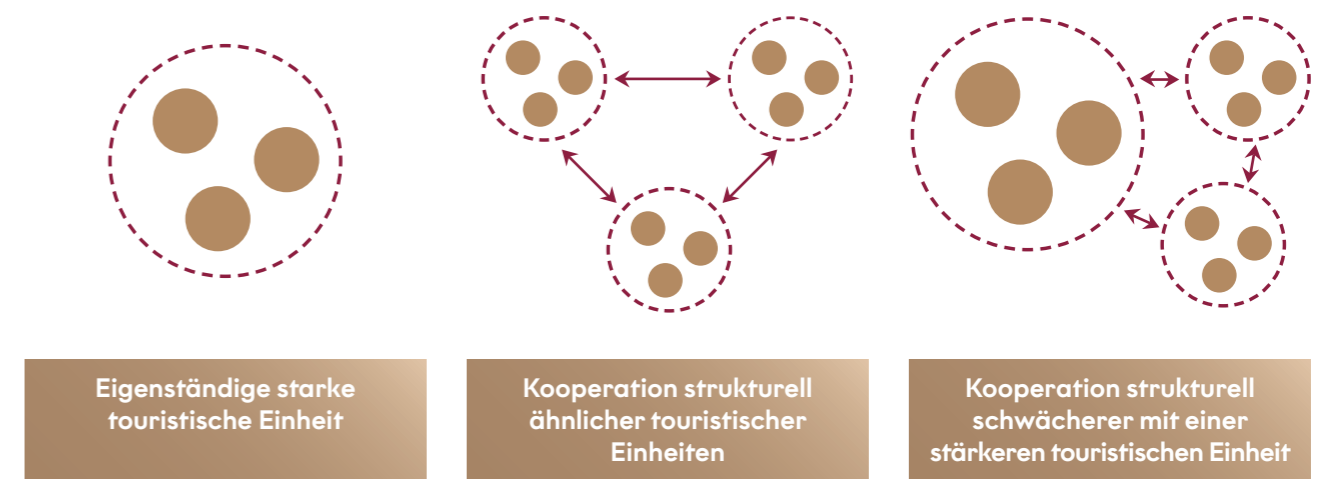 Eigenständige starke
touristische Einheit
Kooperation strukturell
ähnlicher touristischer
Einheiten
Kooperation strukturell
schwächerer mit einer
stärkeren touristischen Einheit